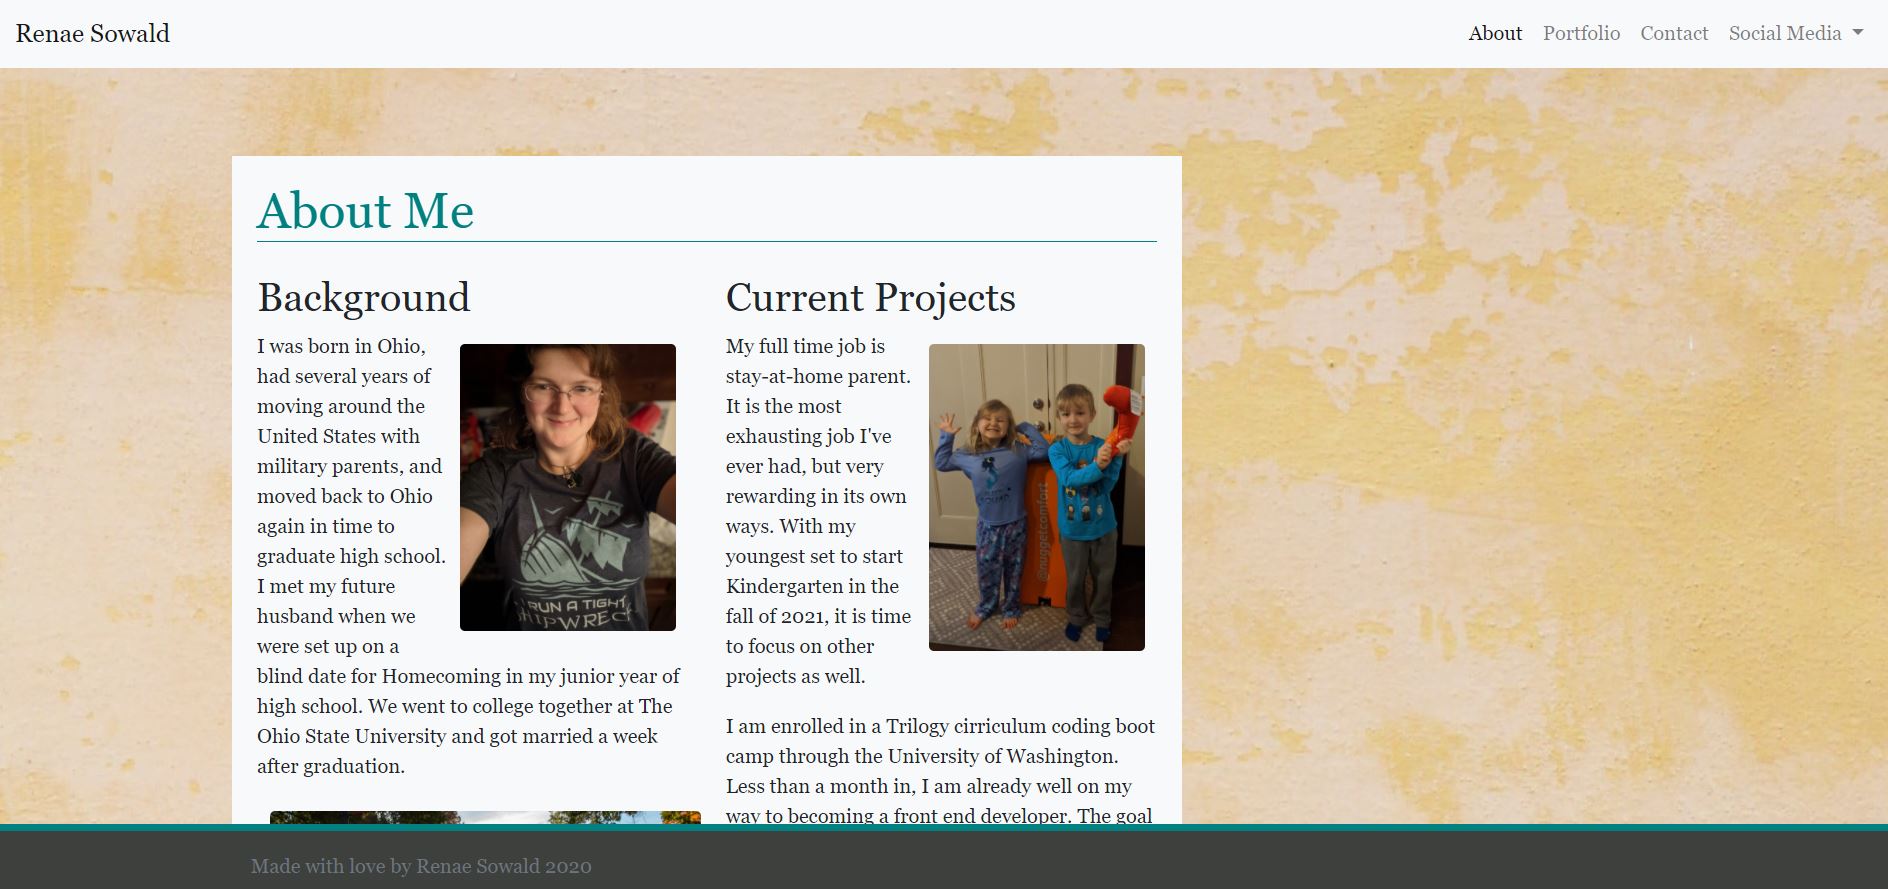 Renae Sowald
About Portfolio Contact Social Media
About Me
Background
I was born in Ohio,
had several years of
moving around the
United States with
military parents, and
moved back to Ohio
again in time to
graduate high school.
I met my future
husband when we
were set up on a
blind date for Homecoming in my junior year of
high school. We went to college together at The
Ohio State University and got married a week
after graduation.
RUN A TIGHT
SHIPWRECK
Current Projects
My full time job is
stay-at-home parent.
It is the most
exhausting job I've
ever had, but very
rewarding in its own
ways. With my
youngest set to start
Kindergarten in the
fall of 2021, it is time
to focus on other
projects as well.
@nuggetcomfort
I am enrolled in a Trilogy cirriculum coding boot
camp through the University of Washington.
Less than a month in, I am already well on my
way to becoming a front end developer. The goal
Made with love by Renae Sowald 2020